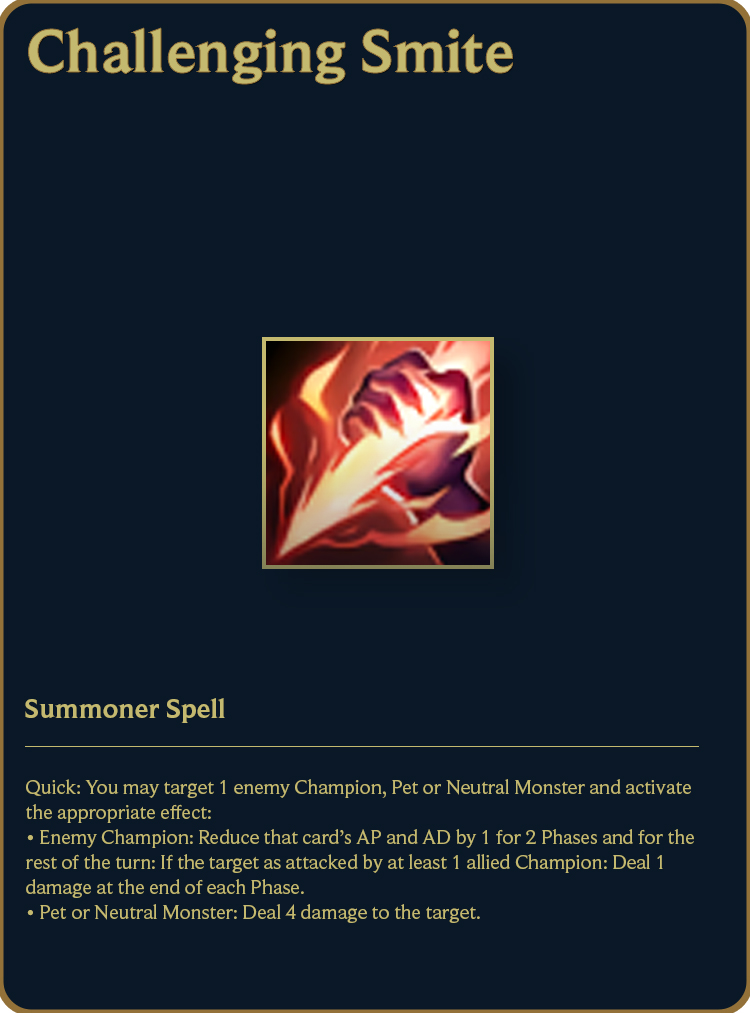 Challenging Smite
Summoner Spell
Quick: You may target 1 enemy Champion, Pet or Neutral Monster and activate
the appropriate effect:
• Enemy Champion: Reduce that card's AP and AD by 1 for 2 Phases and for the
rest of the turn: If the target as attacked by at least 1 allied Champion: Deal 1
damage at the end of each Phase.
• Pet or Neutral Monster: Deal 4 damage to the target.